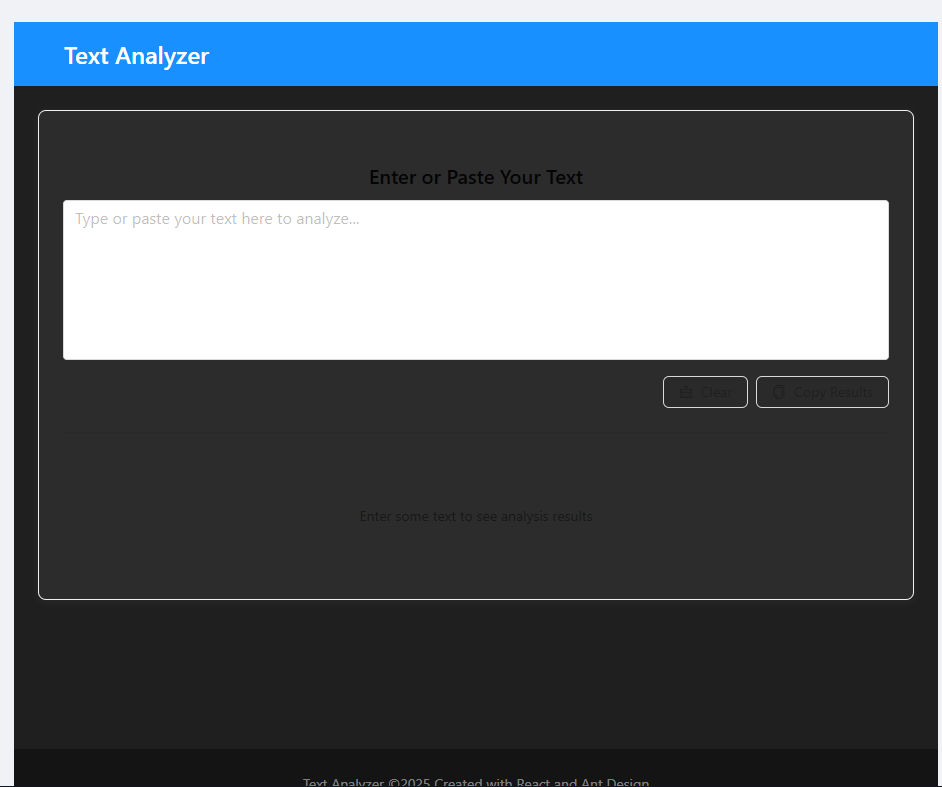 Text Analyzer
Enter or Paste Your Text
Type or paste your text here to analyze...
Clear
Copy Results
Enter some text to see analysis results
Text Analyzer ©2025 Created with React and Ant Design